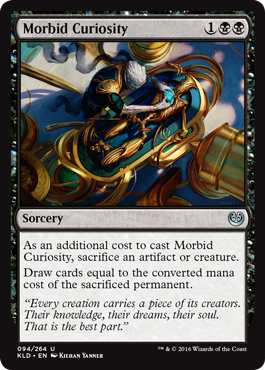 Morbid Curiosity 1
Sorcery
As an additional cost to cast Morbid
Curiosity, sacrifice an artifact or creature.
Draw cards equal to the converted mana
cost of the sacrificed permanent.
“Every creation carries a piece of its creators.
Their knowledge, their dreams, their soul.
That is the best part.”
094/264 U
KLD • EN Kieran Yanner
™ & © 2016 Wizards of the Coast